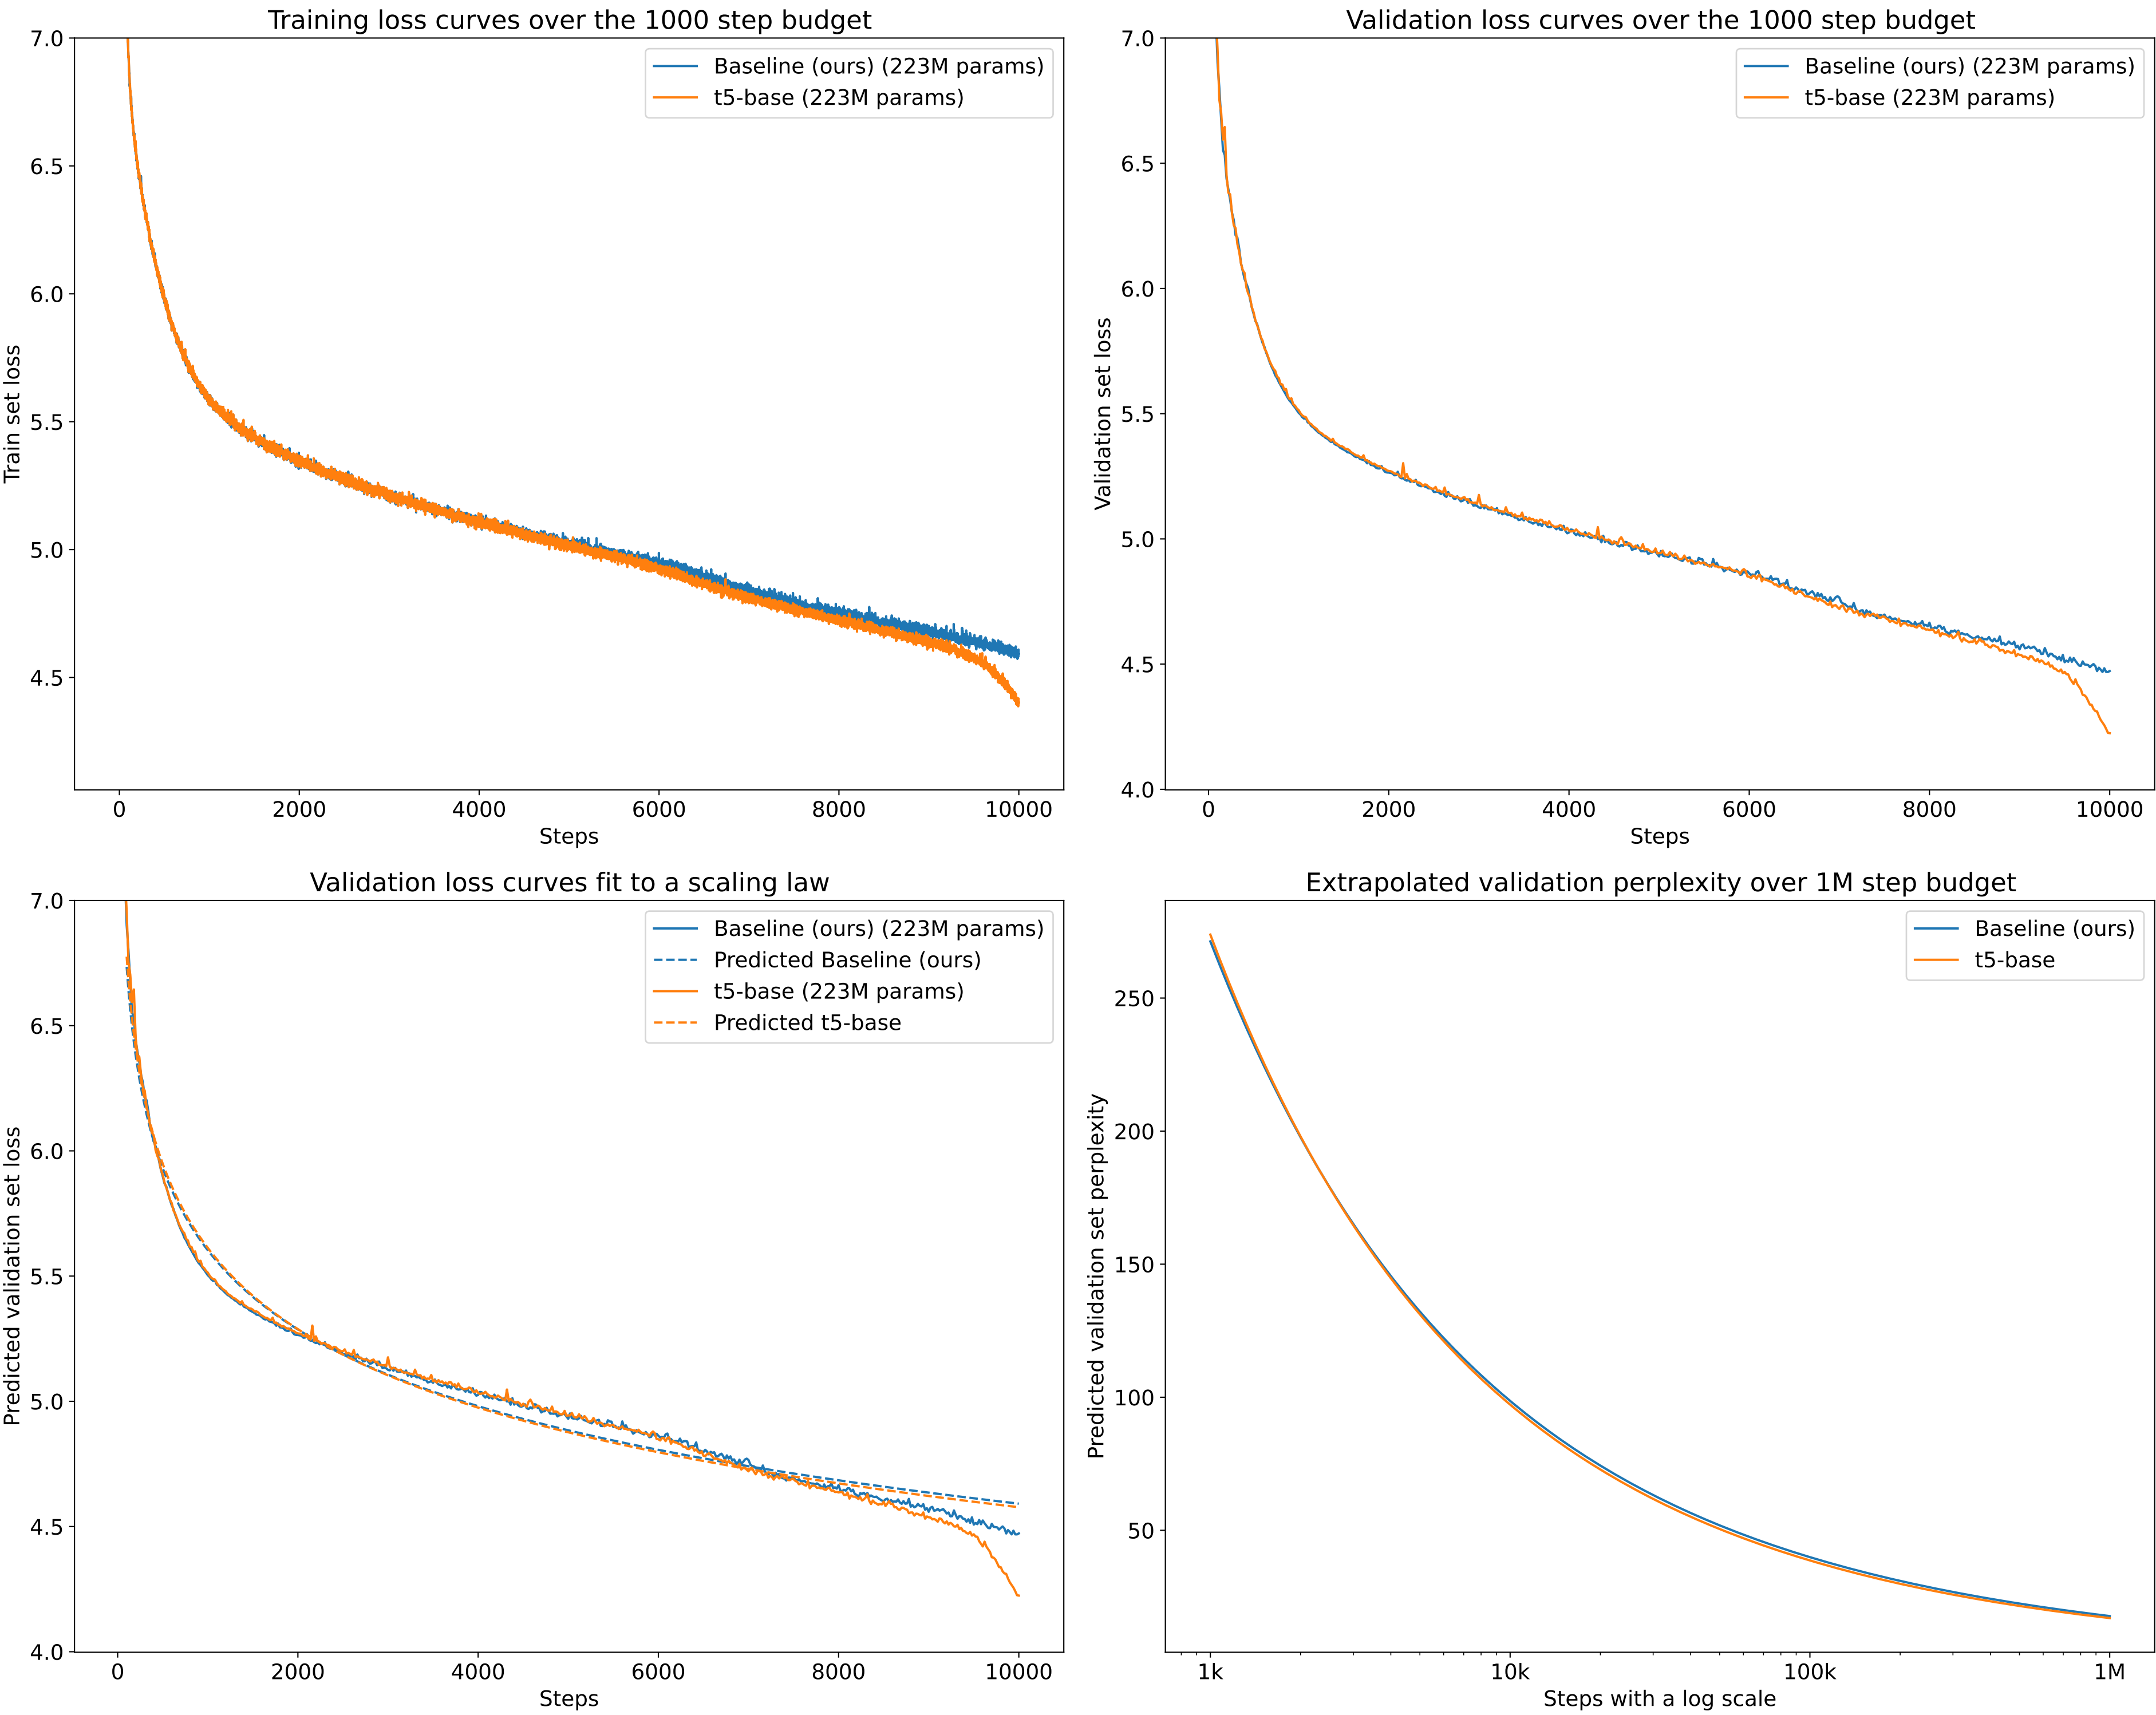 Training loss curves over the 1000 step budget
Train set loss
7.0
6.5
6.0
5.5
5.0
4.5
Baseline (ours) (223M params)
t5-base (223M params)
0 2000 4000 6000 8000 10000
Steps
Validation loss curves over the 1000 step budget
Validation set loss
7.0
6.5
6.0
5.5
5.0
4.5
4.0
Baseline (ours) (223M params)
t5-base (223M params)
0 2000 4000 6000 8000 10000
Steps
Validation loss curves fit to a scaling law
Predicted validation set loss
7.0
6.5
6.0
5.5
5.0
4.5
4.0
Baseline (ours) (223M params)
Predicted Baseline (ours)
t5-base (223M params)
Predicted t5-base
0 2000 4000 6000 8000 10000
Steps
Extrapolated validation perplexity over 1M step budget
Predicted validation set perplexity
250
200
150
100
50
Baseline (ours)
t5-base
1k 10k 100k 1M
Steps with a log scale